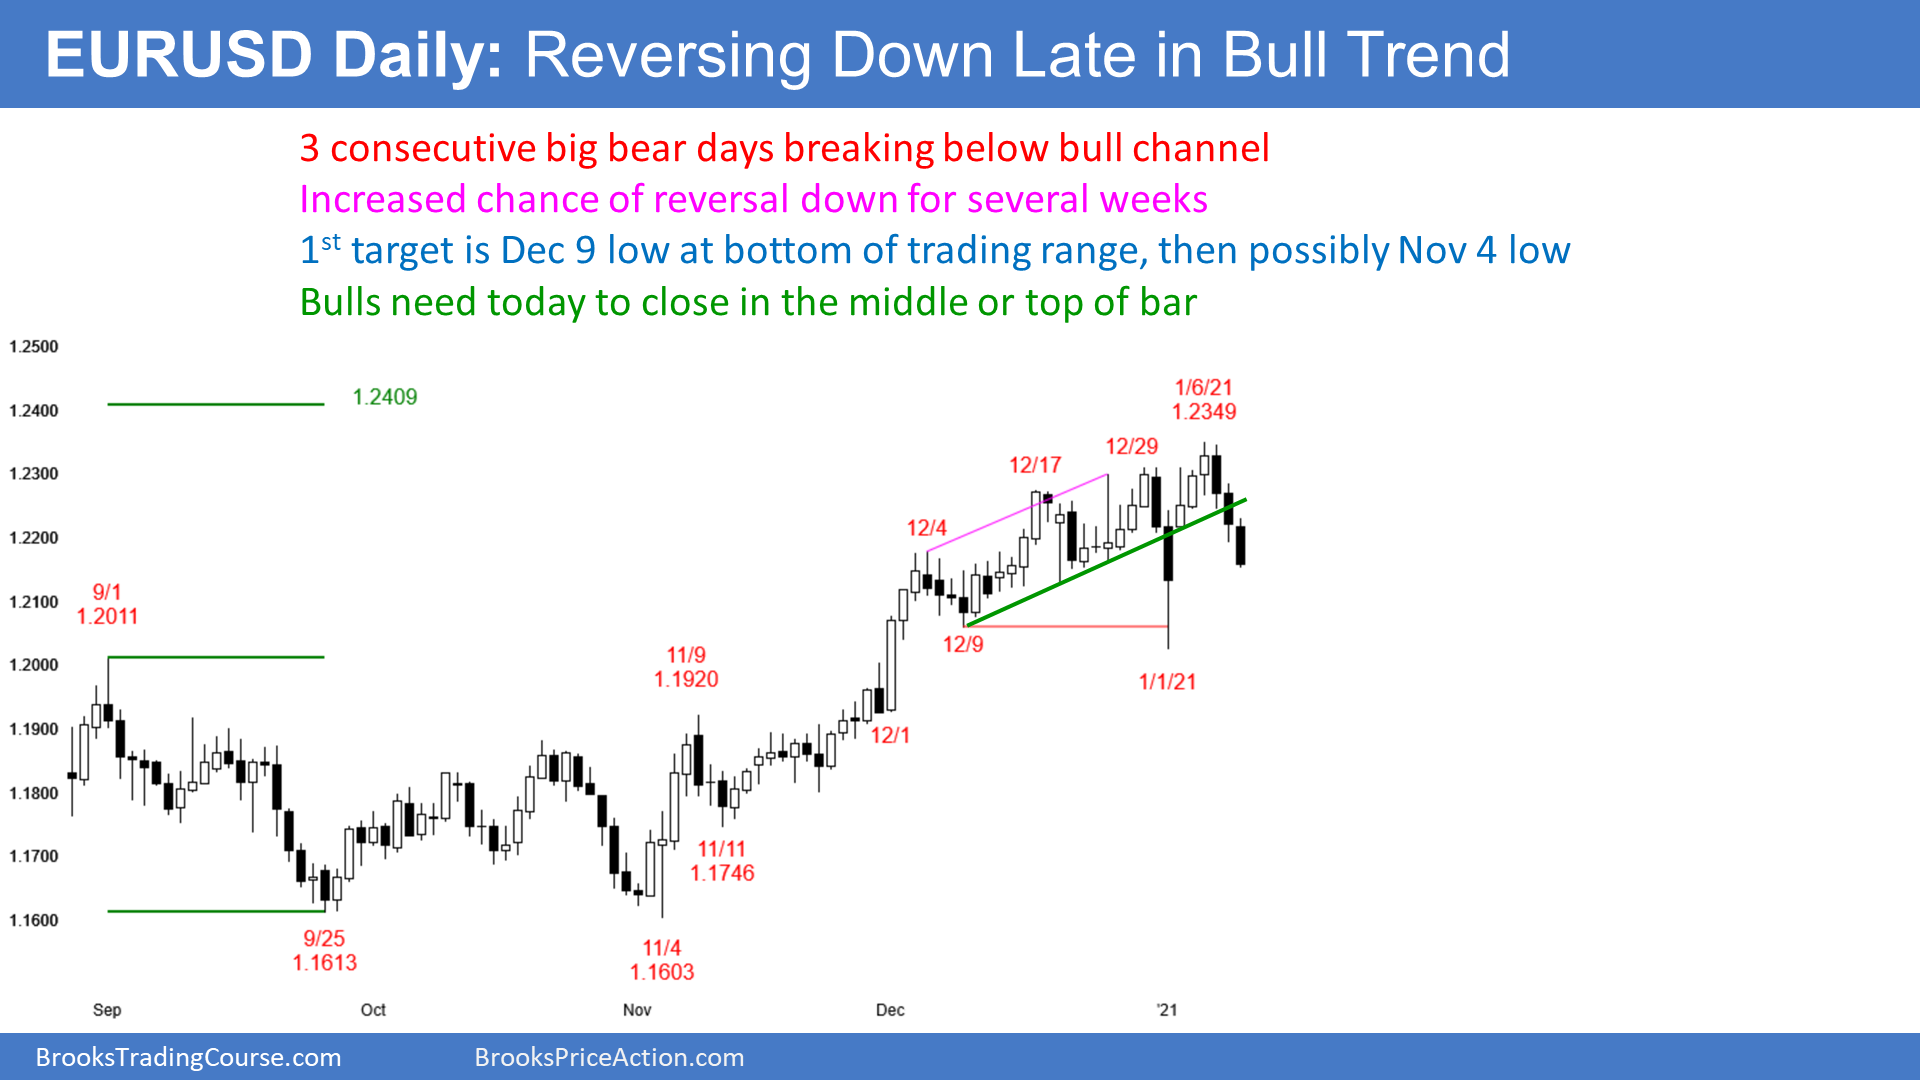 EURUSD Daily: Reversing Down Late in Bull Trend
3 consecutive big bear days breaking below bull channel
Increased chance of reversal down for several weeks
1st target is Dec 9 low at bottom of trading range, then possibly Nov 4 low
Bulls need today to close in the middle or top of bar
1.2500
1.2400
1.2300
1.2200
1.2100
1.2000
1.1900
1.1800
1.1700
1.1600
1.2409
9/1
1.2011
9/25
1.1613
11/9
1.1920
11/11
1.1746
11/4
1.1603
12/1
12/4
12/9
12/17
12/29
1/1/21
1/6/21
1.2349
Sep
Oct
Nov
Dec
'21
BrooksTradingCourse.com
BrooksPriceAction.com